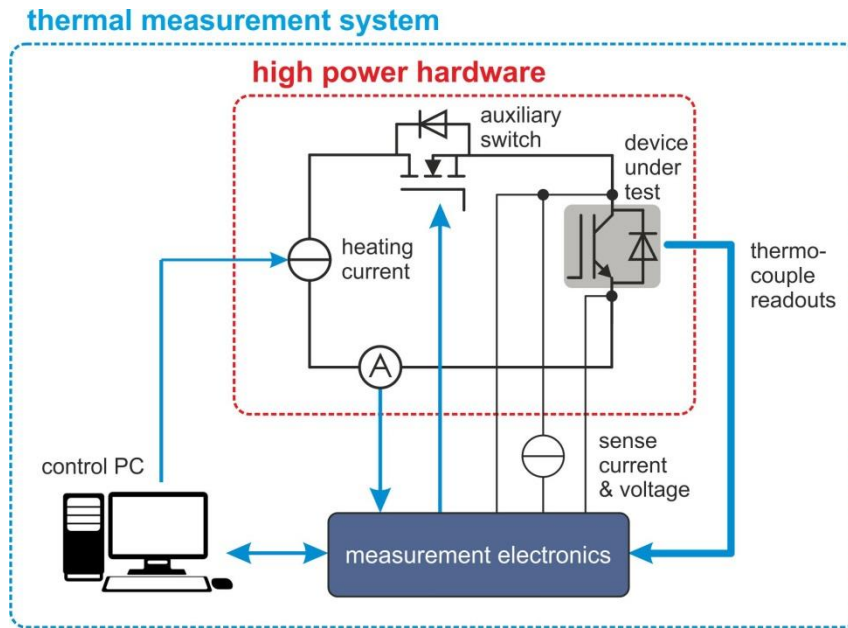 thermal measurement system
high power hardware
auxiliary
switch
device
under
test
heating
current
thermo-
couple
readouts
A
sense
current
& voltage
control PC
measurement electronics